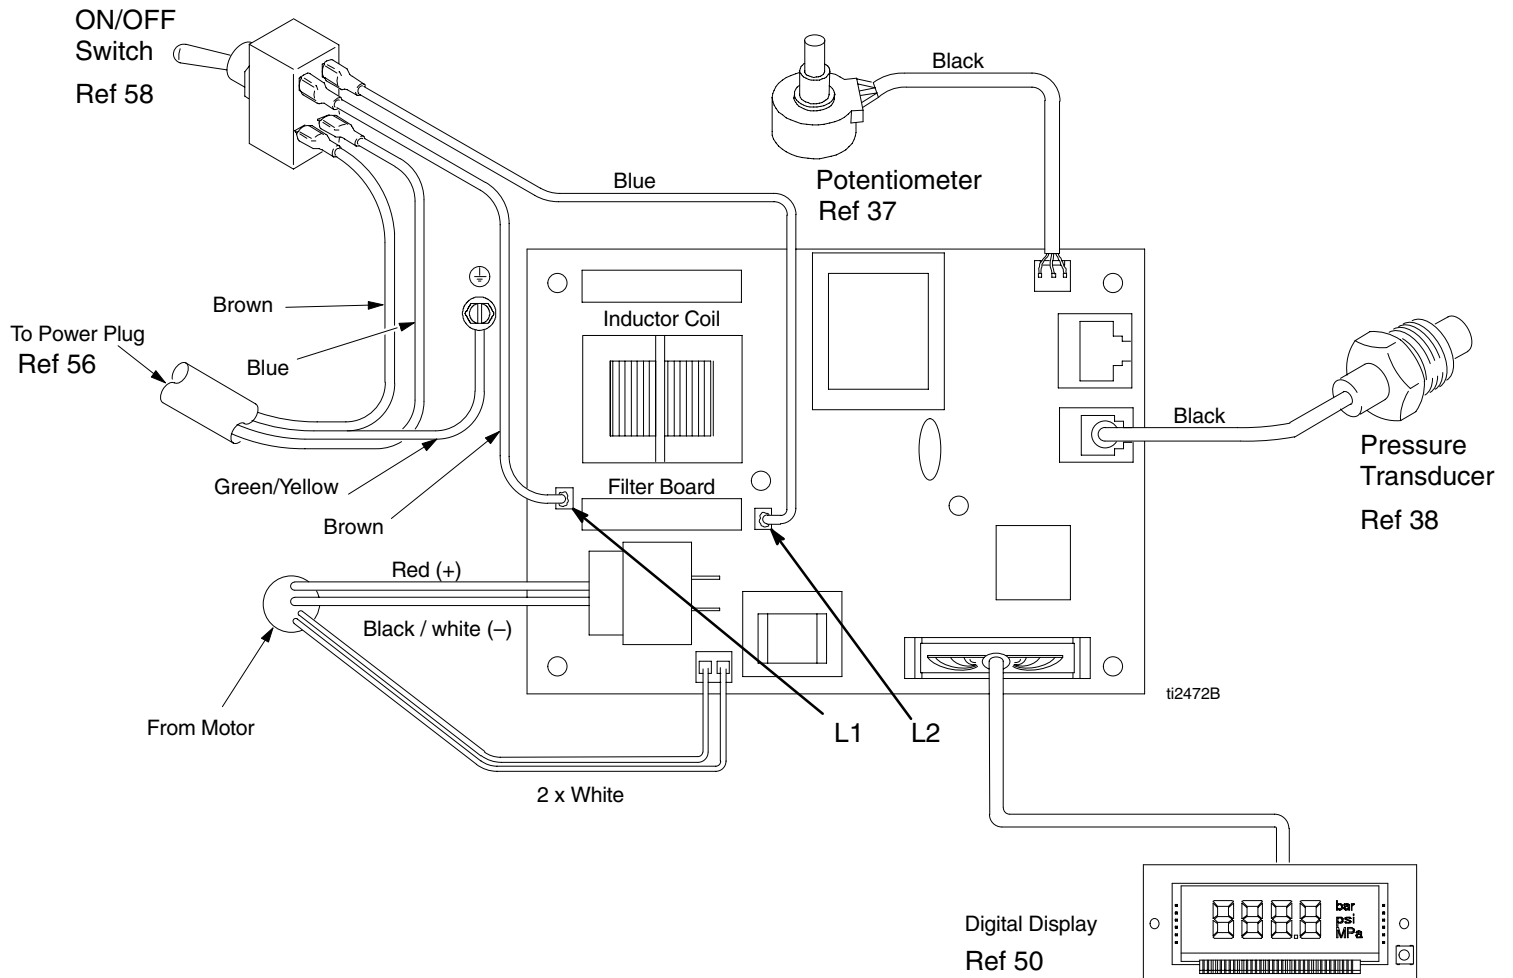 ON/OFF
Switch
Ref 58
Black
Potentiometer
Ref 37
Blue
Brown
To Power Plug
Ref 56
Blue
Inductor Coil
Black
Pressure
Transducer
Ref 38
Green/Yellow
Filter Board
Brown
Red (+)
Black / white (–)
From Motor
ti2472B
L1
L2
2 x White
Digital Display
Ref 50
888.8
bar
psi
MPa